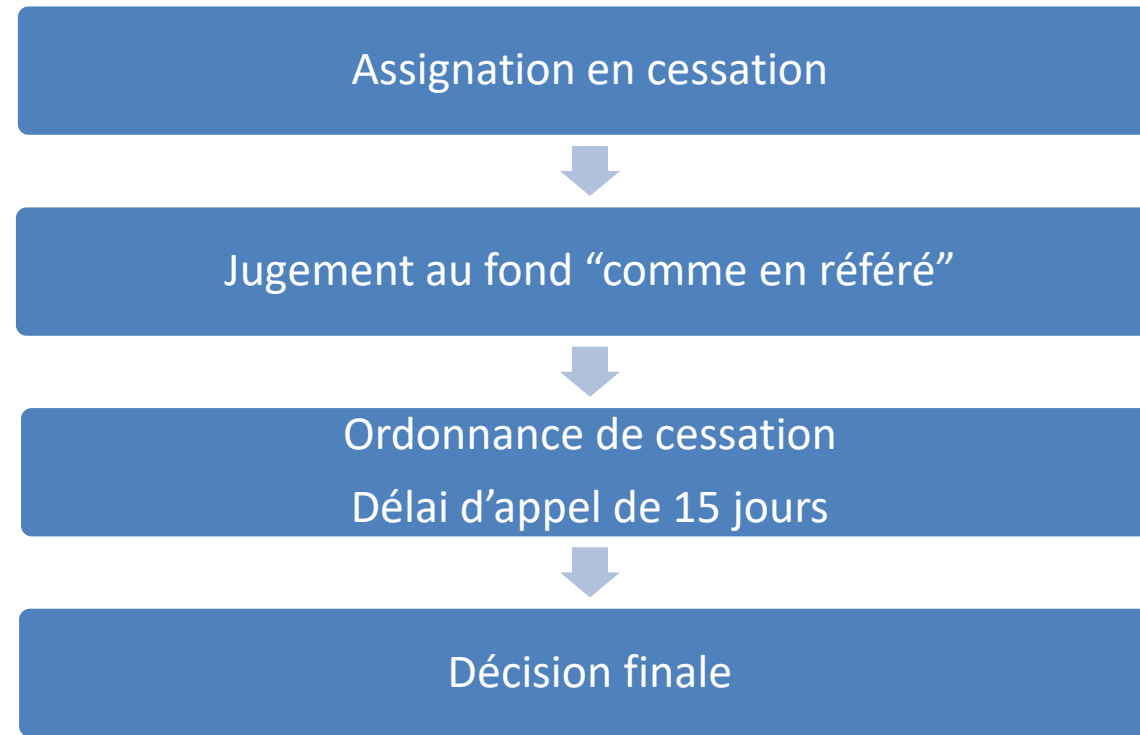 Assignation en cessation
Jugement au fond “comme en référé”
Ordonnance de cessation
Délai d’appel de 15 jours
Décision finale